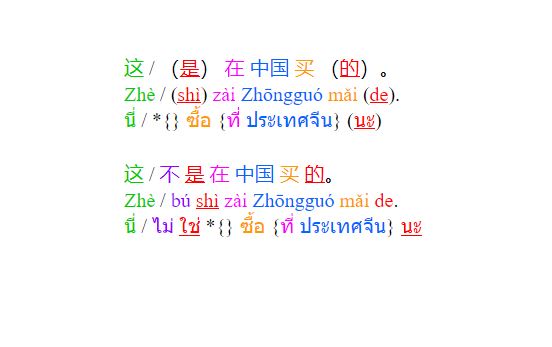 这 / （是） 在 中国 买 （的） 。
Zhè / (shì) zài Zhōngguó mǎi (de).
นี่ / *{} ซื้อ {ที่ ประเทศจีน} (นะ)
这 / 不 是 在 中国 买 的。
Zhè / bú shì zài Zhōngguó mǎi de.
นี่ / ไม่ ใช่ *{} ซื้อ {ที่ ประเทศจีน} นะ